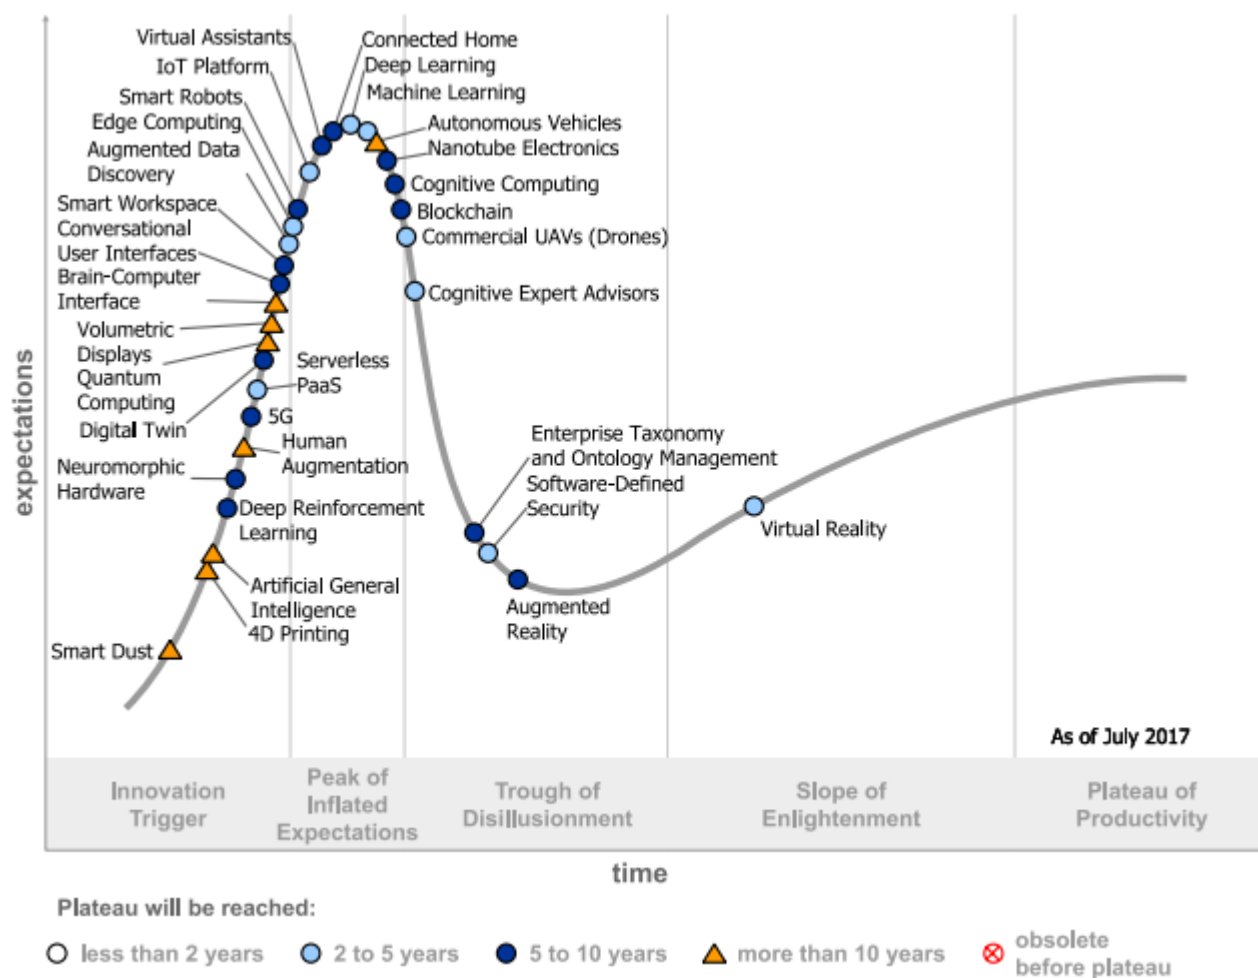 Virtual Assistants
IoT Platform
Smart Robots
Edge Computing
Augmented Data
Discovery
Smart Workspace
Conversational
User Interfaces
Brain-Computer
Interface
Volumetric
Displays
Quantum
Computing
Digital Twin
Neuromorphic
Hardware
Smart Dust
Connected Home
Deep Learning
Machine Learning
Autonomous Vehicles
Nanotube Electronics
Cognitive Computing
Blockchain
Commercial UAVs (Drones)
Cognitive Expert Advisors
Serverless
PaaS
5G
Human
Augmentation
Deep Reinforcement
Learning
Artificial General
Intelligence
4D Printing
Enterprise Taxonomy
and Ontology Management
Software-Defined
Security
Augmented
Reality
Virtual Reality
expectations
As of July 2017
Innovation
Trigger
Peak of
Inflated
Expectations
Trough of
Disillusionment
Slope of
Enlightenment
Plateau of
Productivity
time
Plateau will be reached:
less than 2 years
2 to 5 years
5 to 10 years
more than 10 years
obsolete
before plateau